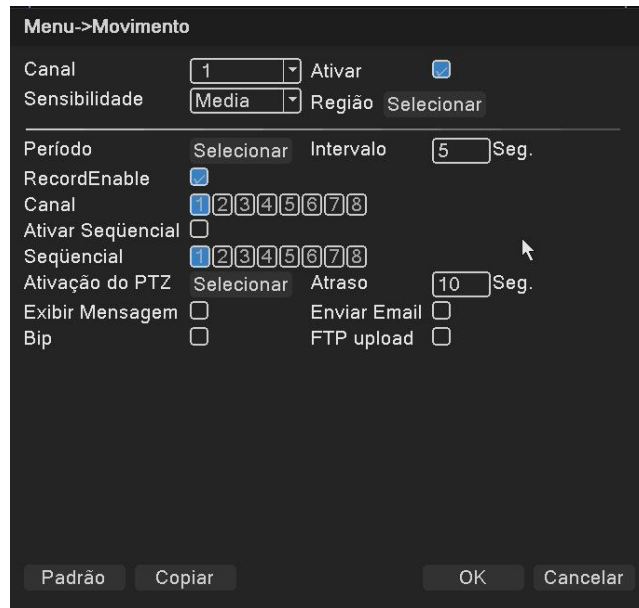 Menu->Movimento
Canal 1 Ativar
Sensibilidade Media Região Selecionar
Período Selecionar Intervalo 5 Seg.
RecordEnable
Canal 1 2 3 4 5 6 7 8
Ativar Seqüencial
Seqüencial 1 2 3 4 5 6 7 8
Ativação do PTZ Selecionar Atraso 10 Seg.
Exibir Mensagem Enviar Email
Bip FTP upload
Padrão Copiar OK Cancelar